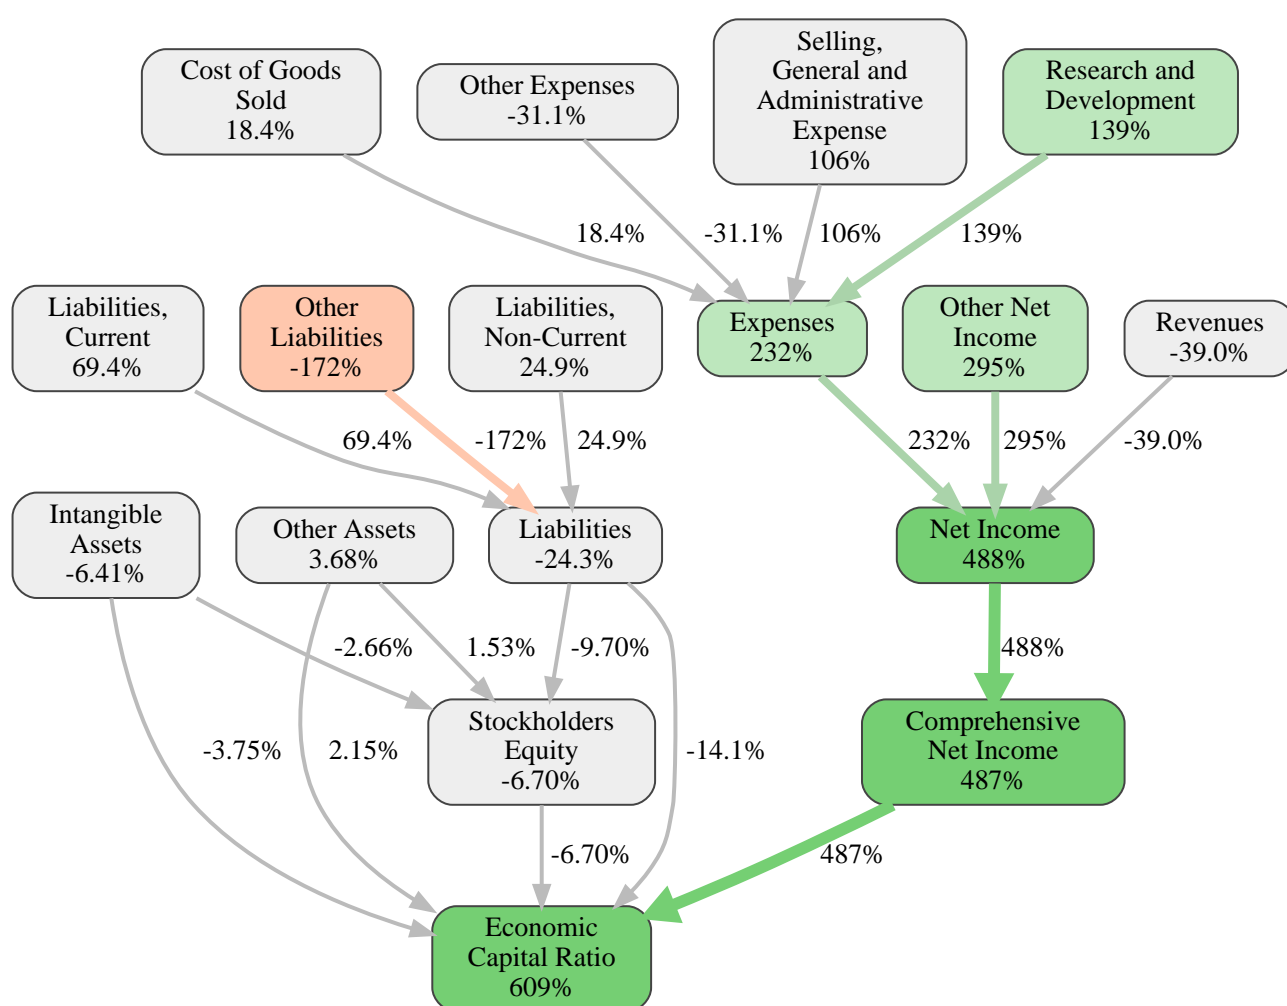 Cost of Goods
Sold
18.4%
Other Expenses
-31.1%
Selling,
General and
Administrative
Expense
106%
Research and
Development
139%
18.4%
-31.1%
106%
139%
Liabilities,
Current
69.4%
Other
Liabilities
-172%
Liabilities,
Non-Current
24.9%
Expenses
232%
Other Net
Income
295%
Revenues
-39.0%
69.4%
-172%
24.9%
232%
295%
-39.0%
Intangible
Assets
-6.41%
Other Assets
3.68%
Liabilities
-24.3%
Net Income
488%
-2.66%
1.53%
-9.70%
488%
-3.75%
2.15%
Stockholders
Equity
-6.70%
-14.1%
Comprehensive
Net Income
487%
-6.70%
487%
Economic
Capital Ratio
609%